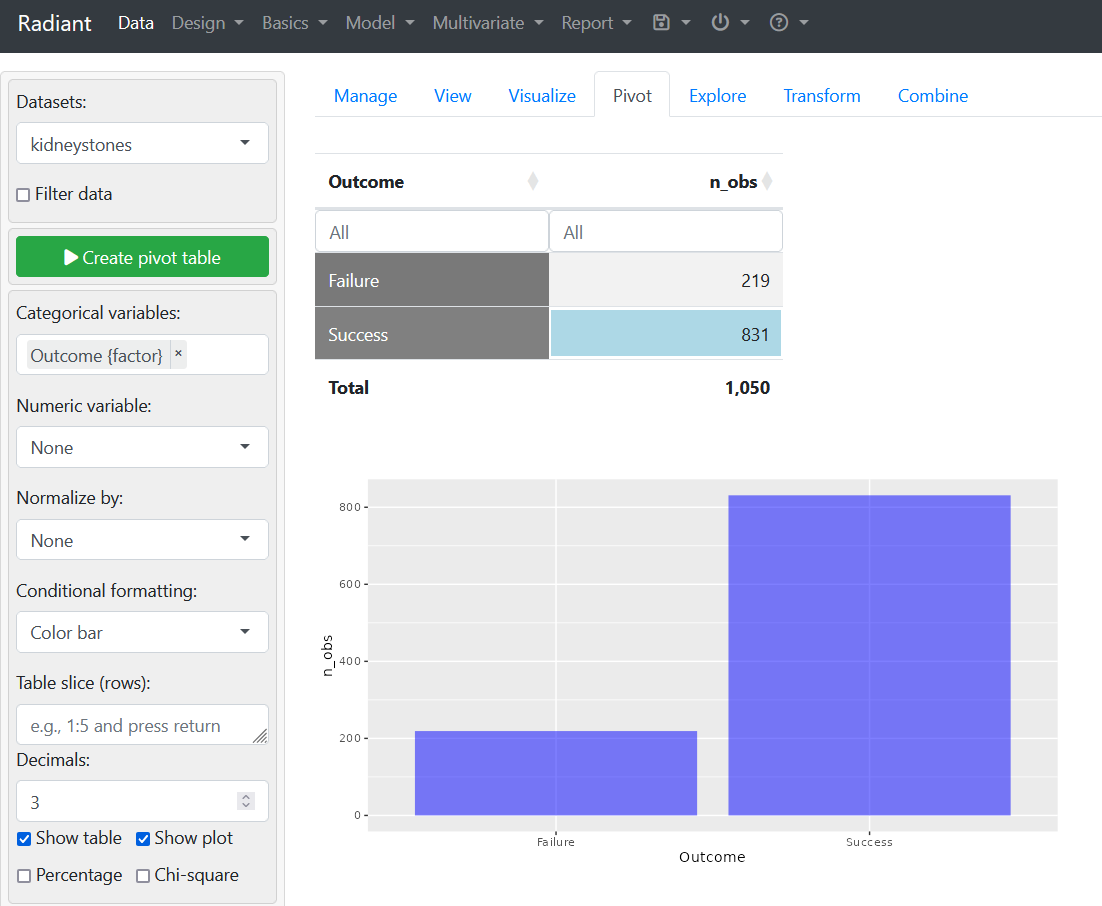 Radiant Data Design Basics Model Multivariate Report
Datasets:
kidneystones
Filter data
Create pivot table
Categorical variables:
Outcome {factor} ×
Numeric variable:
None
Normalize by:
None
Conditional formatting:
Color bar
Table slice (rows):
e.g., 1:5 and press return
Decimals:
3
Show table Show plot
Percentage Chi-square
Manage View Visualize Pivot Explore Transform Combine
Outcome n_obs
All All
Failure 219
Success 831
Total 1,050
800
600
400
200
0
n_obs
Failure Success
Outcome